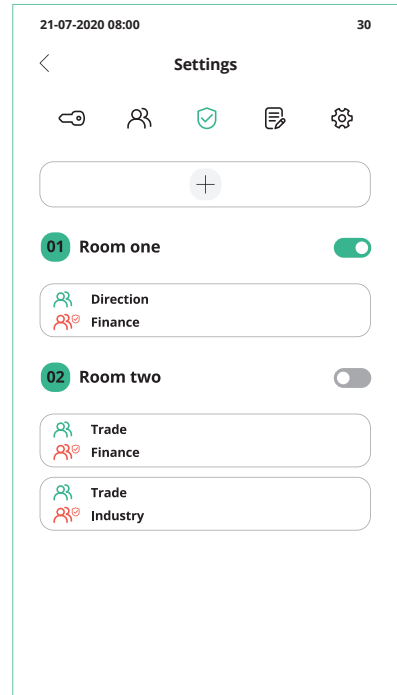 21-07-2020 08:00 30
Settings
01 Room one
Direction
Finance
02 Room two
Trade
Finance
Trade
Industry